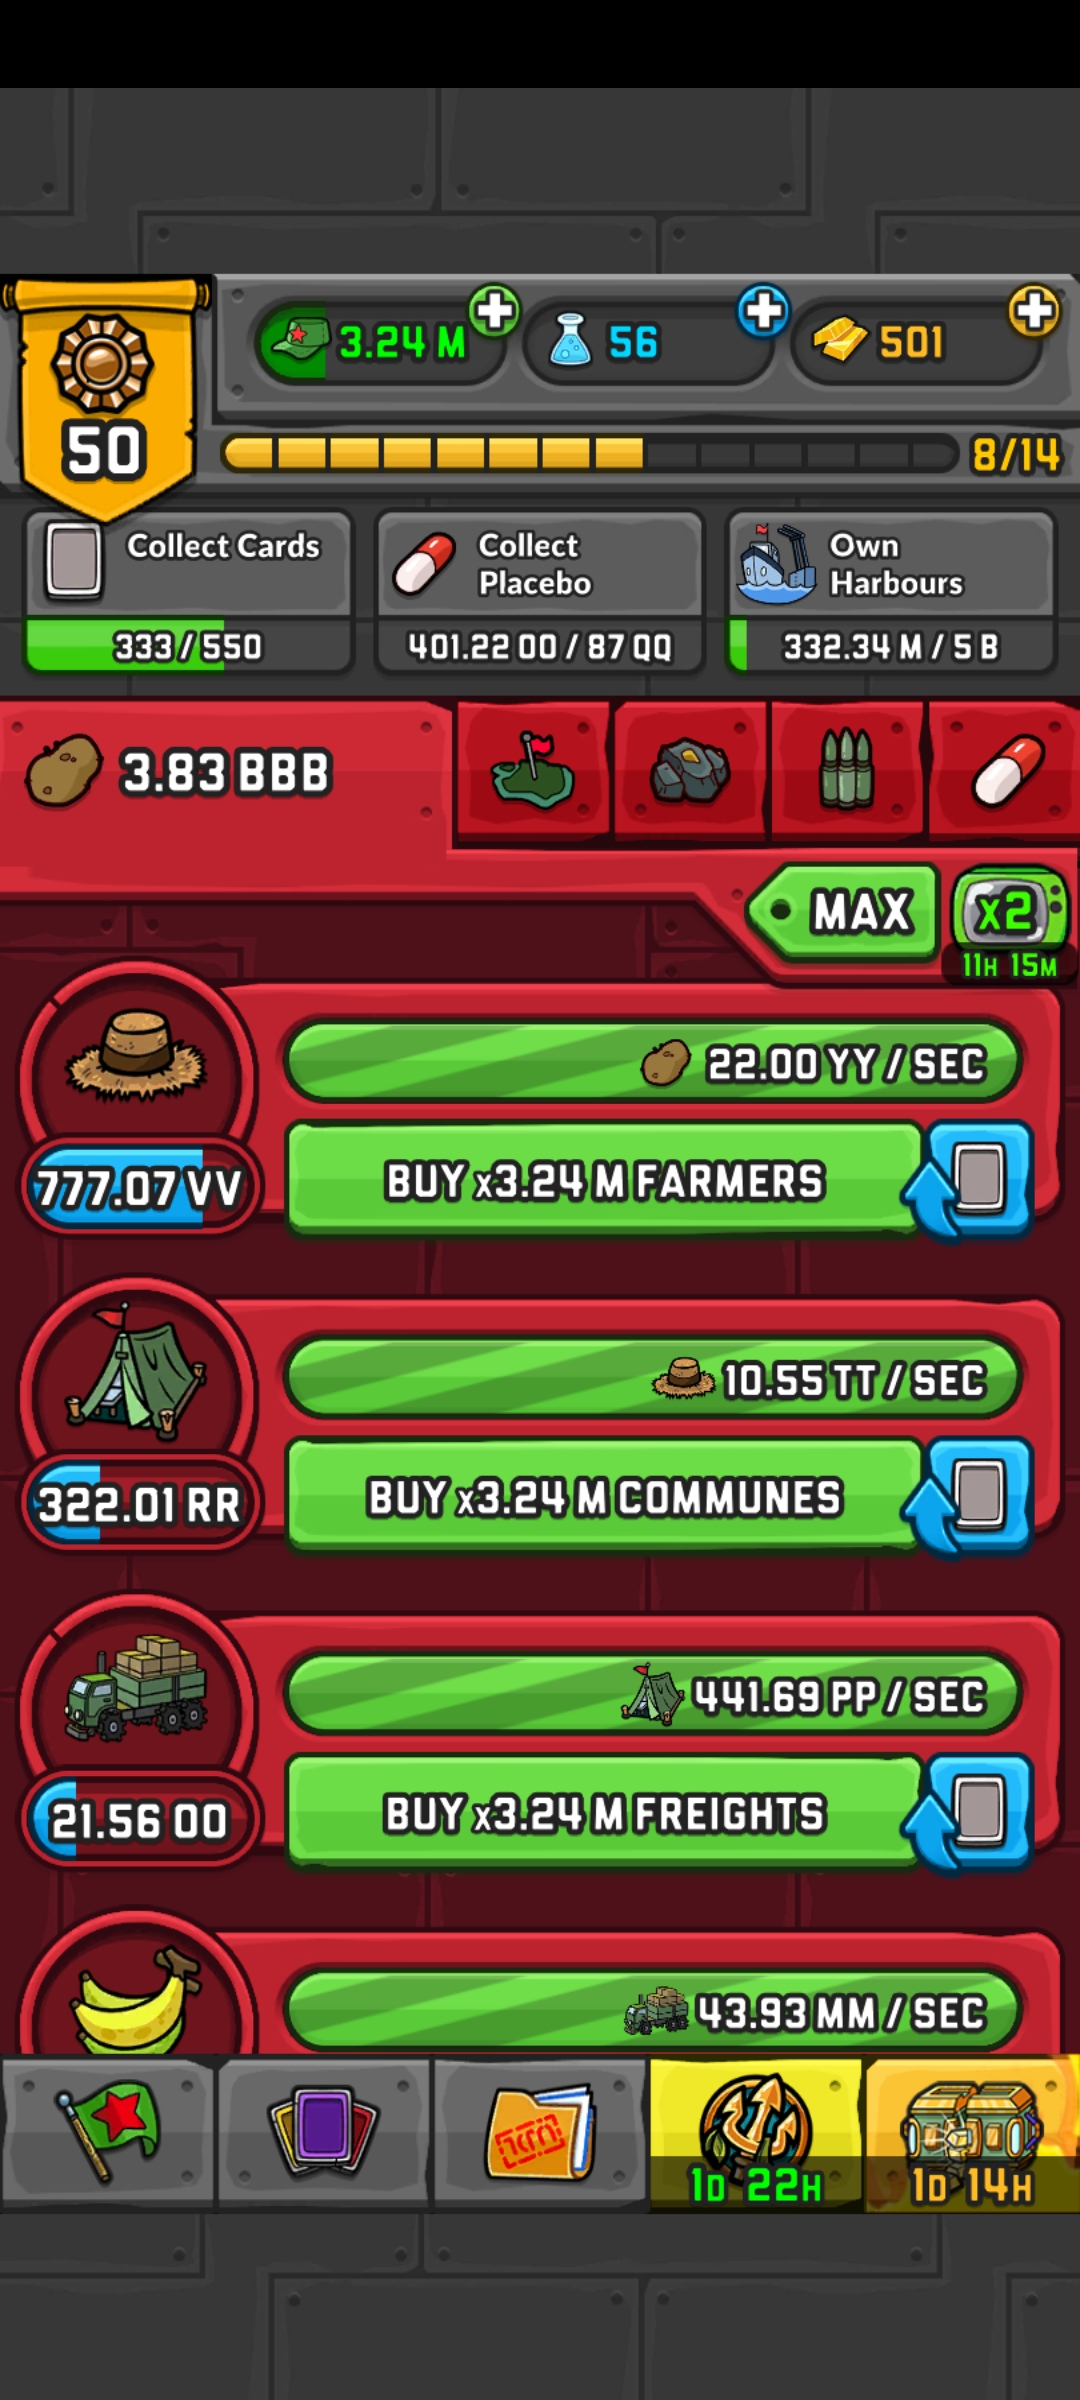 3.24 M
56
501
50
8/14
Collect Cards
333 / 550
Collect
Placebo
401.22 OO / 87 QQ
Own
Harbours
332.34 M / 5 B
3.83 BBB
MAX
x2
11H 15M
22.00 YY / SEC
777.07 VV
BUY x3.24 M FARMERS
10.55 TT / SEC
322.01 RR
BUY x3.24 M COMMUNES
441.69 PP / SEC
21.56 OO
BUY x3.24 M FREIGHTS
43.93 MM / SEC
1D 22H
1D 14H